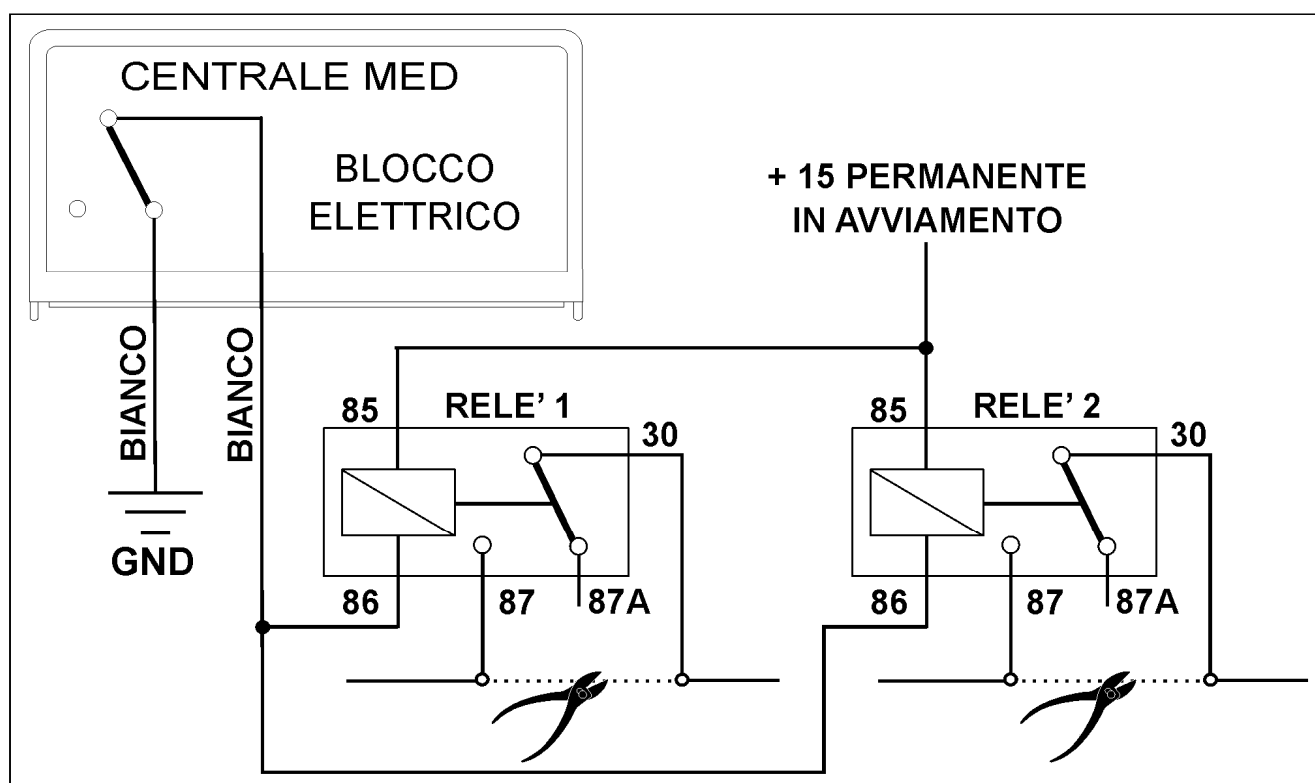 CENTRALE MED
BLOCCO
ELETTRICO
+ 15 PERMANENTE
IN AVVIAMENTO
BIANCO
BIANCO
GND
85
RELE' 1
30
86
87
87A
85
RELE' 2
30
86
87
87A